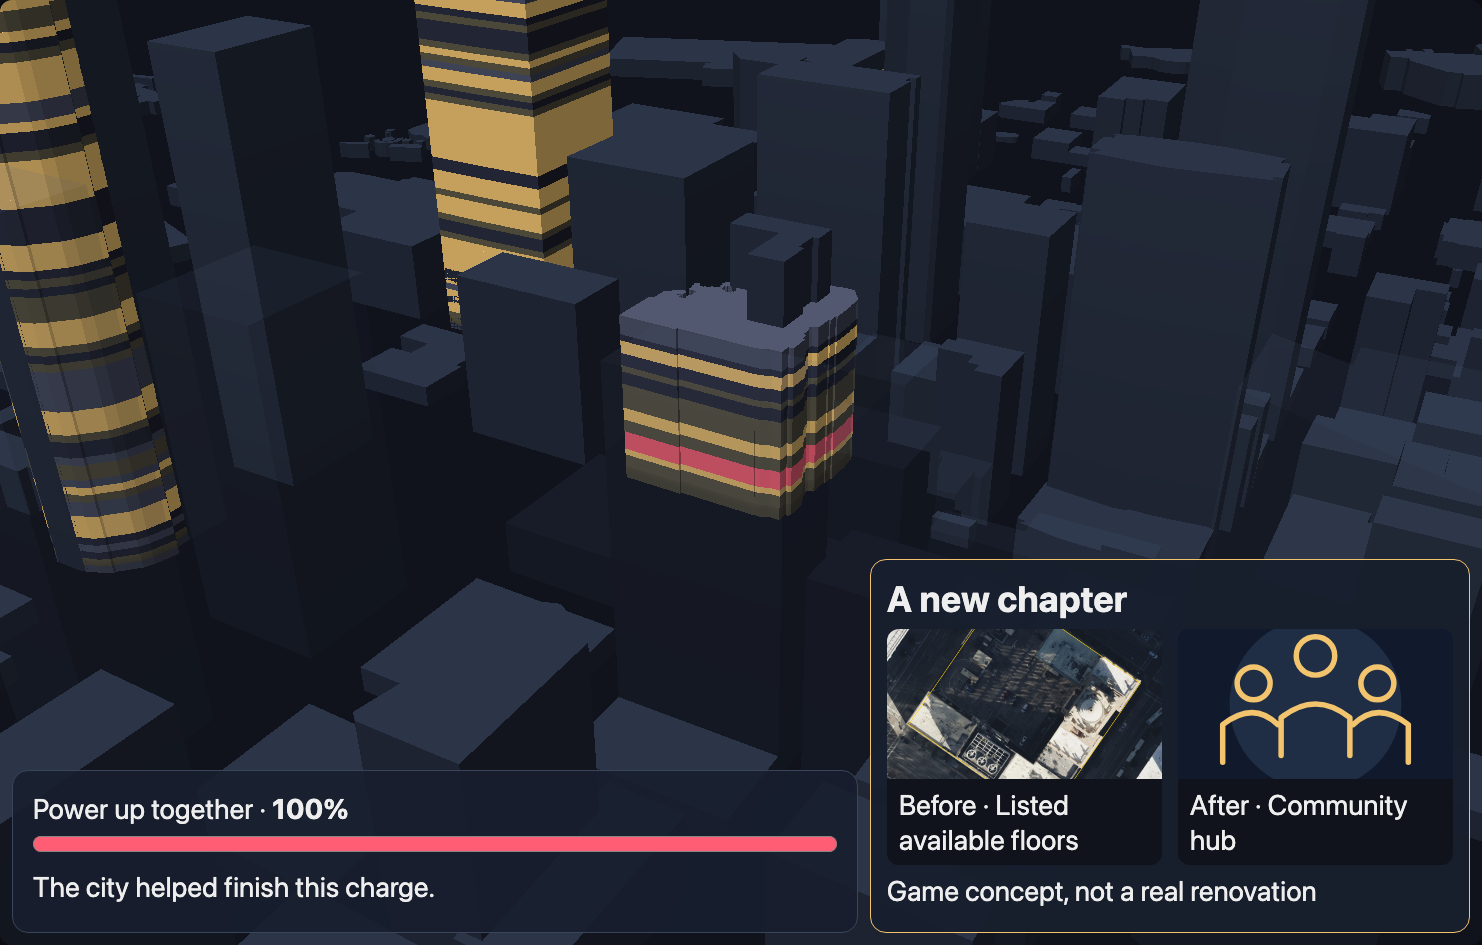 A new chapter
Before · Listed
available floors
After · Community
hub
Game concept, not a real renovation
Power up together · 100%
The city helped finish this charge.